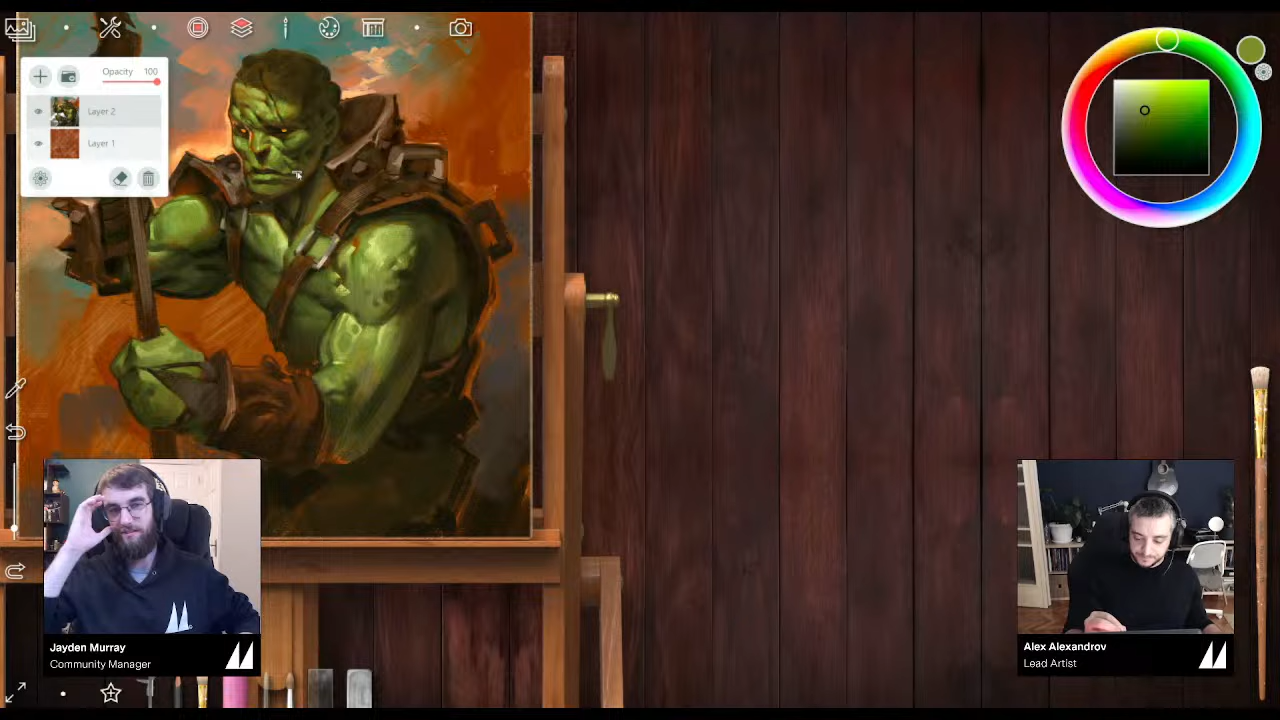 Opacity 100
Layer 2
Layer 1
Jayden Murray
Community Manager
Alex Alexandrov
Lead Artist